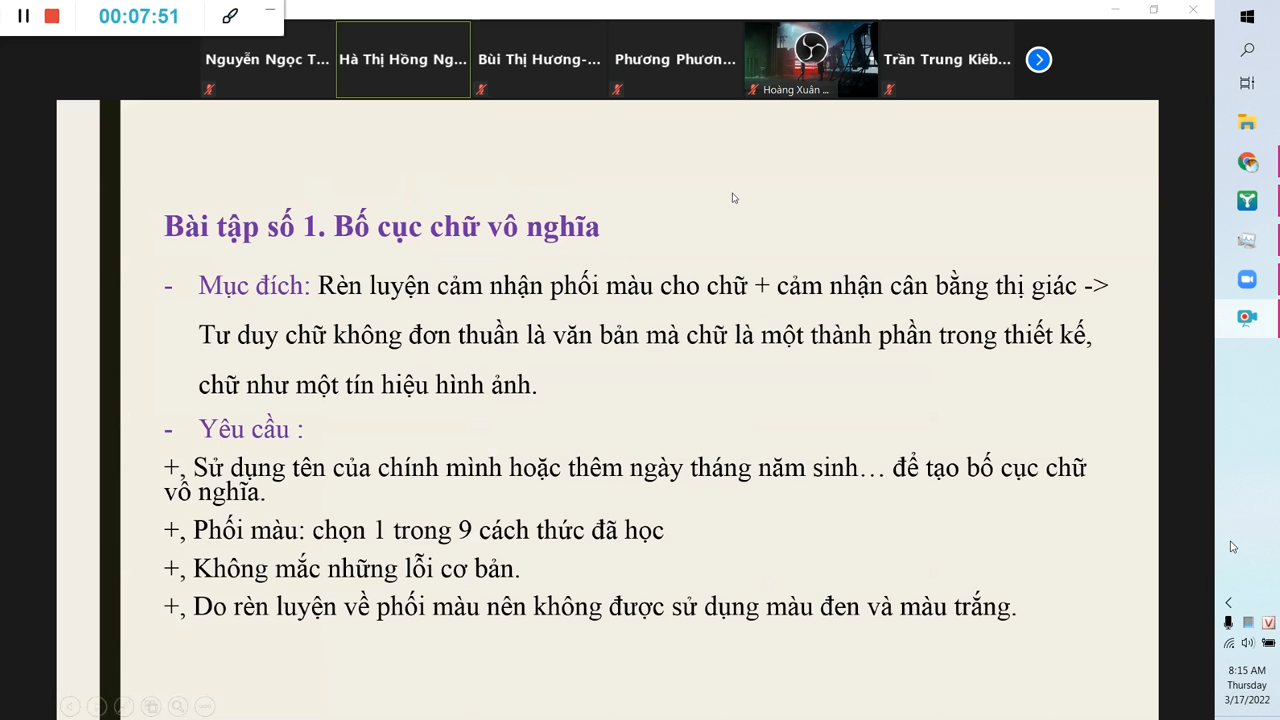 00:07:51
Nguyễn Ngọc T...
Hà Thị Hồng Ng...
Bùi Thị Hương-...
Phương Phươn...
Hoàng Xuân ...
Trần Trung Kiêb...
Bài tập số 1. Bố cục chữ vô nghĩa
- Mục đích: Rèn luyện cảm nhận phối màu cho chữ + cảm nhận cân bằng thị giác ->
Tư duy chữ không đơn thuần là văn bản mà chữ là một thành phần trong thiết kế,
chữ như một tín hiệu hình ảnh.
- Yêu cầu :
+, Sử dụng tên của chính mình hoặc thêm ngày tháng năm sinh… để tạo bố cục chữ
vô nghĩa.
+, Phối màu: chọn 1 trong 9 cách thức đã học
+, Không mắc những lỗi cơ bản.
+, Do rèn luyện về phối màu nên không được sử dụng màu đen và màu trắng.
8:15 AM
Thursday
3/17/2022